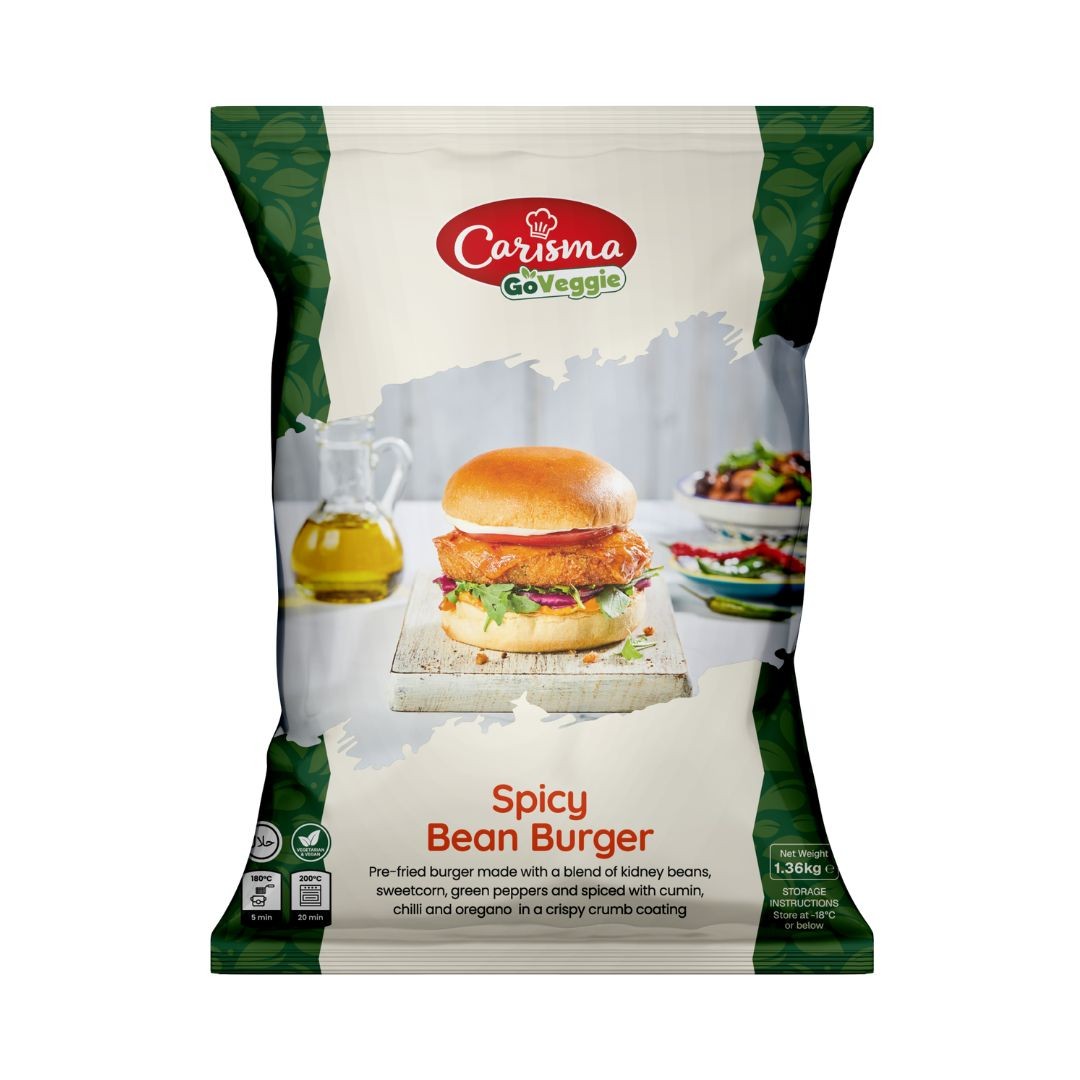 Carisma
GoVeggie
Spicy
Bean Burger
Pre-fried burger made with a blend of kidney beans,
sweetcorn, green peppers and spiced with cumin,
chilli and oregano in a crispy crumb coating
حلال
VEGETARIAN
& VEGAN
180°C
5 min
200°C
20 min
Net Weight
1.36kg ℮
STORAGE
INSTRUCTIONS
Store at -18°C
or below